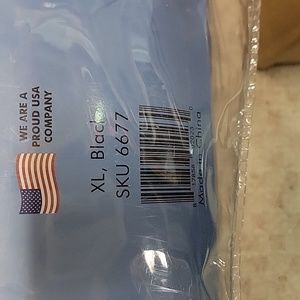 WE ARE A
PROUD USA
COMPANY
XL, Black
SKU 6677
Made in China